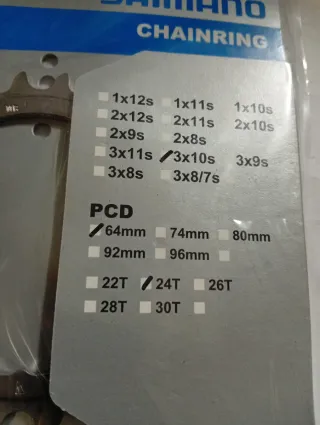 SHIMANO
CHAINRING
1x12s 1x11s 1x10s
2x12s 2x11s 2x10s
2x9s 2x8s
3x11s 3x10s 3x9s
3x8s 3x8/7s
PCD
64mm 74mm 80mm
92mm 96mm
22T 24T 26T
28T 30T